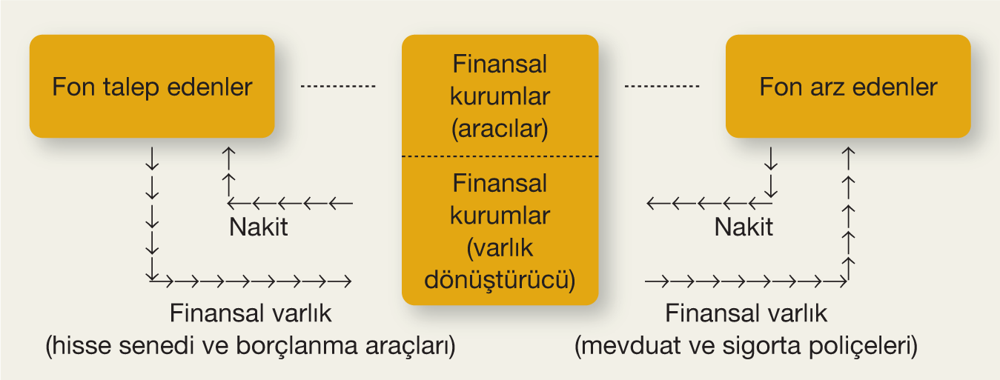 Fon talep edenler
Finansal
kurumlar
(aracılar)
Finansal
kurumlar
(varlık
dönüştürücü)
Fon arz edenler
Nakit
Nakit
Finansal varlık
(hisse senedi ve borçlanma araçları)
Finansal varlık
(mevduat ve sigorta poliçeleri)